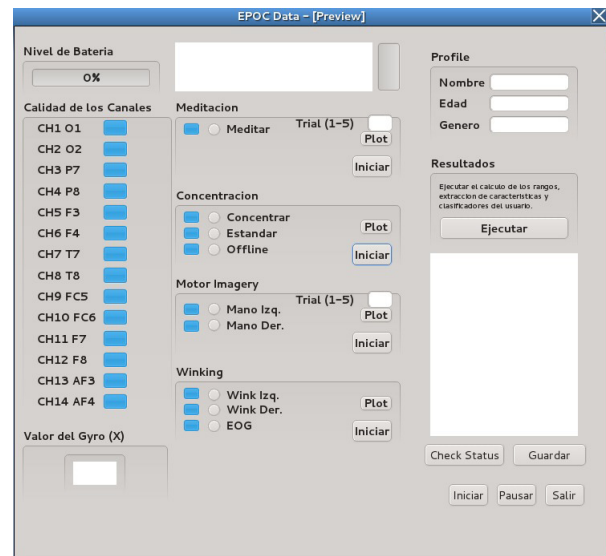 EPOC Data - [Preview]
Nivel de Bateria
0%
Calidad de los Canales
CH1 O1
CH2 O2
CH3 P7
CH4 P8
CH5 F3
CH6 F4
CH7 T7
CH8 T8
CH9 FC5
CH10 FC6
CH11 F7
CH12 F8
CH13 AF3
CH14 AF4
Valor del Gyro (X)
Meditacion
Meditar
Trial (1-5)
Plot
Iniciar
Concentracion
Concentrar
Estandar
Offline
Plot
Iniciar
Motor Imagery
Trial (1-5)
Mano Izq.
Mano Der.
Plot
Iniciar
Winking
Wink Izq.
Wink Der.
EOG
Plot
Iniciar
Profile
Nombre
Edad
Genero
Resultados
Ejecutar el calculo de los rangos,
extraccion de caracteristicas y
clasificadores del usuario.
Ejecutar
Check Status
Guardar
Iniciar
Pausar
Salir